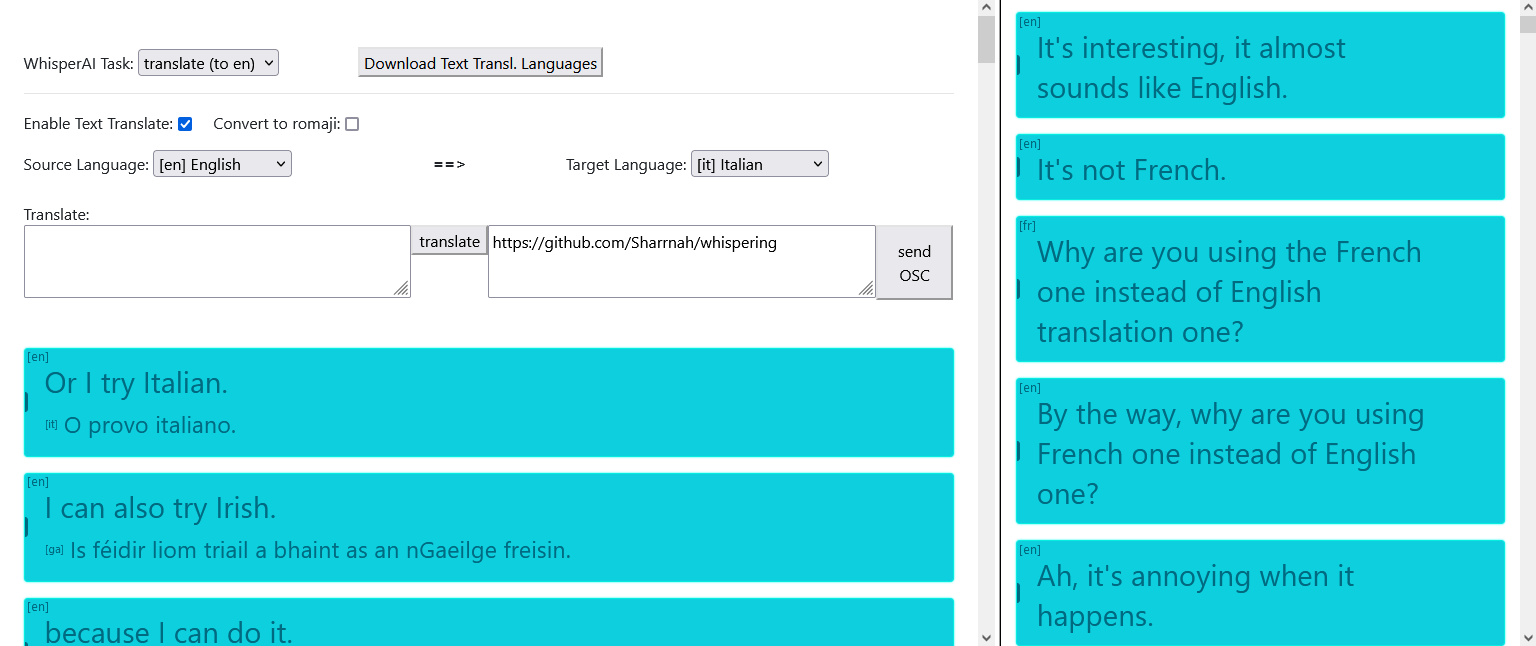 WhisperAI Task: translate (to en) Download Text Transl. Languages
Enable Text Translate: Convert to romaji:
Source Language: [en] English ==> Target Language: [it] Italian
Translate:
translate https://github.com/Sharrnah/whispering send
OSC
[en]
Or I try Italian.
[it] O provo italiano.
[en]
I can also try Irish.
[ga] Is féidir liom triail a bhaint as an nGaeilge freisin.
[en]
because I can do it.
[en]
It's interesting, it almost
sounds like English.
[en]
It's not French.
[fr]
Why are you using the French
one instead of English
translation one?
[en]
By the way, why are you using
French one instead of English
one?
[en]
Ah, it's annoying when it
happens.